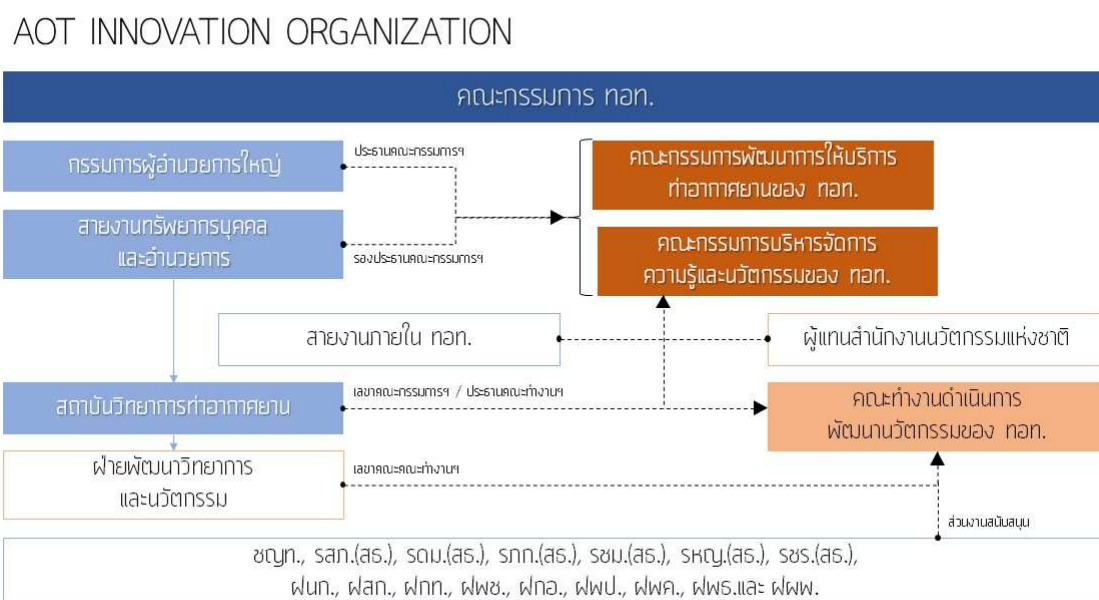 AOT INNOVATION ORGANIZATION
คณะกรรมการ ทอท.
กรรมการผู้อำนวยการใหญ่
ประธานคณะกรรมการฯ
คณะกรรมการพัฒนาการให้บริการ
ท่าอากาศยานของ ทอท.
สายงานทรัพยากรบุคคล
และอำนวยการ
รองประธานคณะกรรมการฯ
คณะกรรมการบริหารจัดการ
ความรู้และนวัตกรรมของ ทอท.
สายงานภายใน ทอท.
ผู้แทนสำนักงานนวัตกรรมแห่งชาติ
สถาบันวิทยาการท่าอากาศยาน
เลขาคณะกรรมการฯ / ประธานคณะทำงานฯ
คณะทำงานดำเนินการ
พัฒนานวัตกรรมของ ทอท.
ฝ่ายพัฒนาวิทยาการ
และนวัตกรรม
เลขาคณะคณะทำงานฯ
ส่วนงานสนับสนุน
ชญท., รสภ.(สธ.), รดม.(สธ.), รภก.(สธ.), รชม.(สธ.), รหญ.(สธ.), รชร.(สธ.),
ฝนก., ฝสก., ฝกท., ฝพช., ฝกอ., ฝพป., ฝพค., ฝพธ.และ ฝผพ.